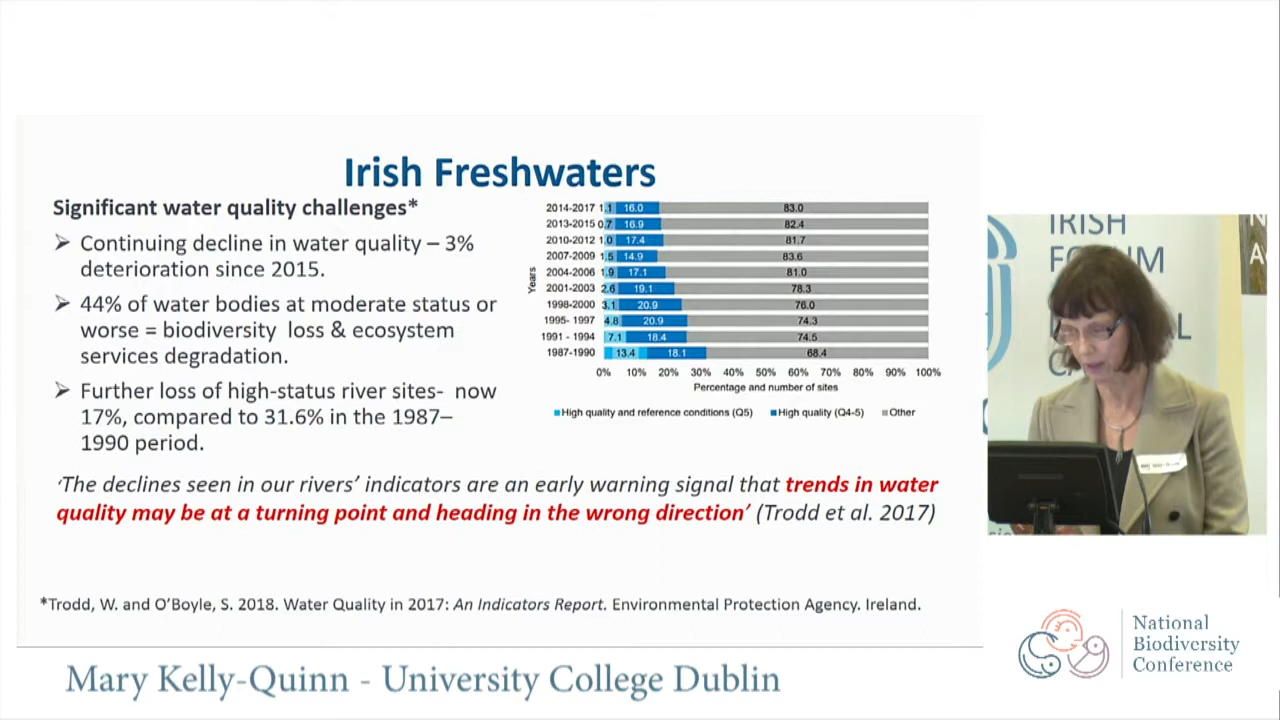 Irish Freshwaters
Significant water quality challenges*
Continuing decline in water quality – 3%
deterioration since 2015.
44% of water bodies at moderate status or
worse = biodiversity loss & ecosystem
services degradation.
Further loss of high-status river sites- now
17%, compared to 31.6% in the 1987–
1990 period.
Years
2014-2017 1.1 16.0 83.0
2013-2015 0.7 16.9 82.4
2010-2012 1.0 17.4 81.7
2007-2009 1.5 14.9 83.6
2004-2006 1.9 17.1 81.0
2001-2003 2.6 19.1 78.3
1998-2000 3.1 20.9 76.0
1995- 1997 4.8 20.9 74.3
1991 - 1994 7.1 18.4 74.5
1987-1990 13.4 18.1 68.4
0% 10% 20% 30% 40% 50% 60% 70% 80% 90% 100%
Percentage and number of sites
High quality and reference conditions (Q5) High quality (Q4-5) Other
‘The declines seen in our rivers’ indicators are an early warning signal that trends in water
quality may be at a turning point and heading in the wrong direction’ (Trodd et al. 2017)
*Trodd, W. and O’Boyle, S. 2018. Water Quality in 2017: An Indicators Report. Environmental Protection Agency. Ireland.
IRISH
National
Biodiversity
Conference
Mary Kelly-Quinn - University College Dublin